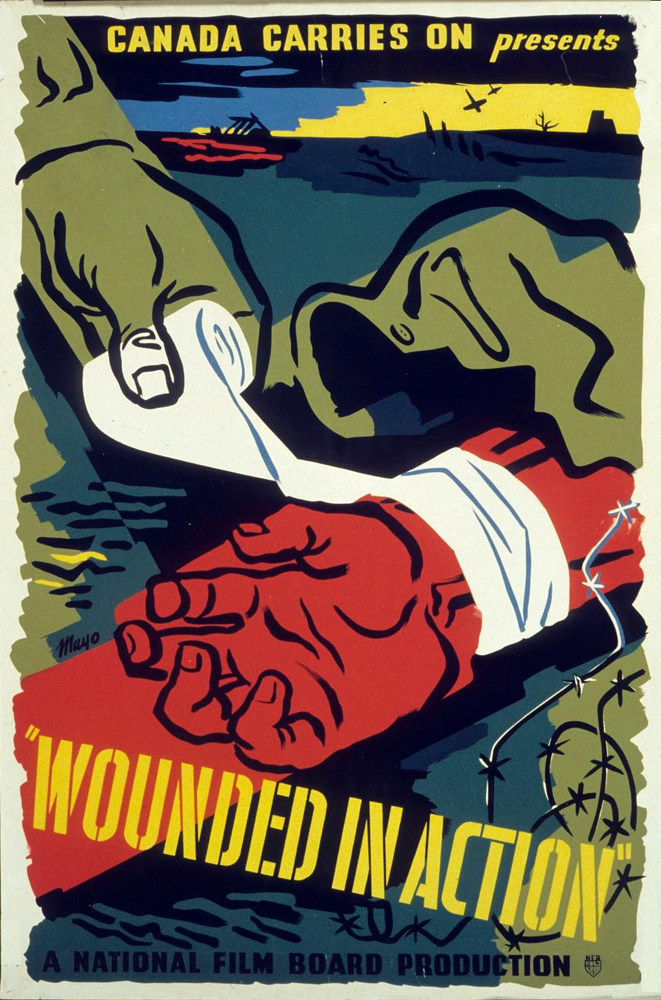 CANADA CARRIES ON presents
Mayo
"WOUNDED IN ACTION"
A NATIONAL FILM BOARD PRODUCTION
NFB